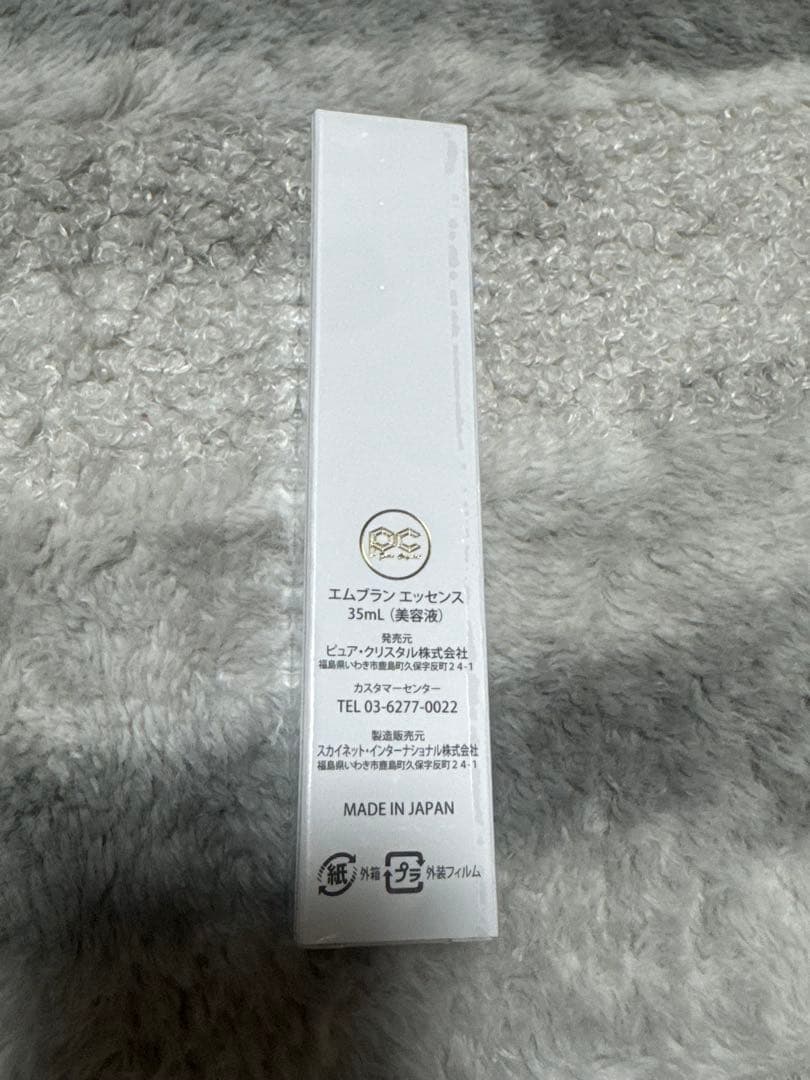 PC
エムブラン エッセンス
35mL（美容液）
発売元
ピュア・クリスタル株式会社
福島県いわき市鹿島町久保字反町２４-１
カスタマーセンター
TEL 03-6277-0022
製造販売元
スカイネット・インターナショナル株式会社
福島県いわき市鹿島町久保字反町２４-１
MADE IN JAPAN
紙 外箱 プラ 外装フィルム